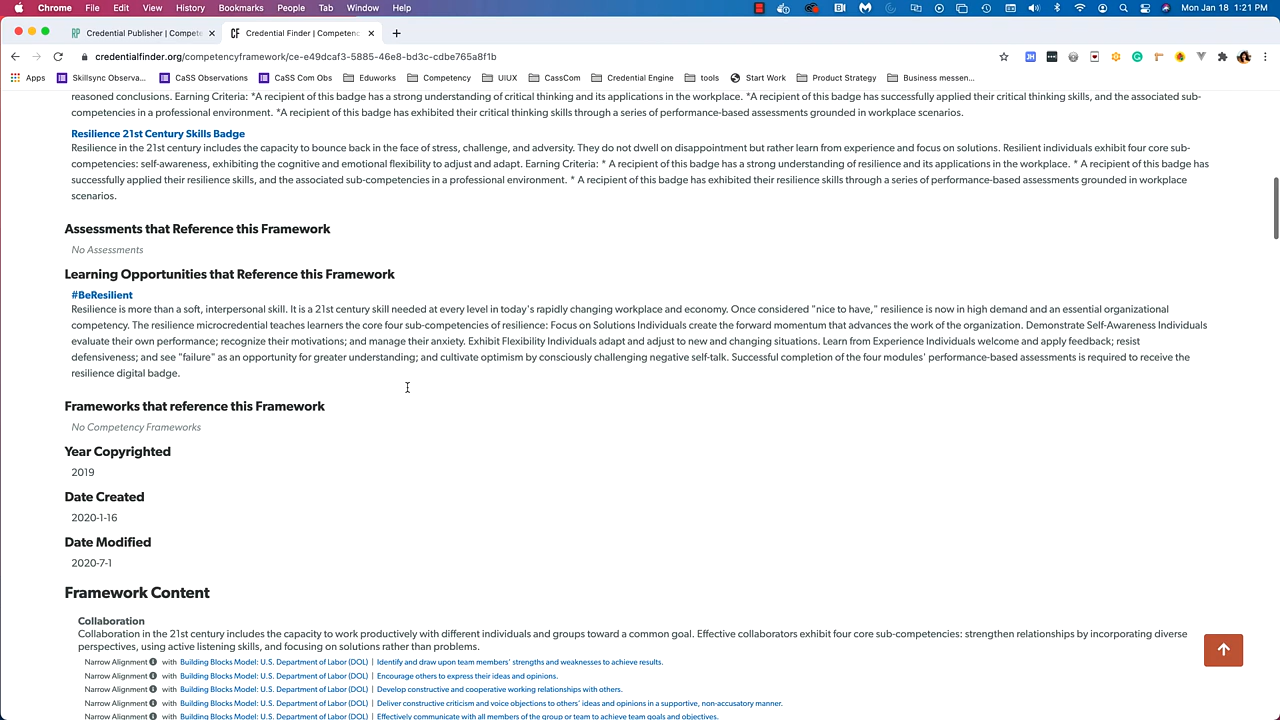 Chrome File Edit View History Bookmarks People Tab Window Help
Mon Jan 18 1:21 PM
Credential Publisher | Compete
Credential Finder | Competenc
credentialfinder.org/competencyframework/ce-e49dcaf3-5885-46e8-bd3c-cdbe765a8f1b
Apps Skillsync Observa... CaSS Observations CaSS Com Obs Eduworks Competency UIUX CassCom Credential Engine tools Start Work Product Strategy Business messen...
reasoned conclusions. Earning Criteria: *A recipient of this badge has a strong understanding of critical thinking and its applications in the workplace. *A recipient of this badge has successfully applied their critical thinking skills, and the associated sub-
competencies in a professional environment. *A recipient of this badge has exhibited their critical thinking skills through a series of performance-based assessments grounded in workplace scenarios.
Resilience 21st Century Skills Badge
Resilience in the 21st century includes the capacity to bounce back in the face of stress, challenge, and adversity. They do not dwell on disappointment but rather learn from experience and focus on solutions. Resilient individuals exhibit four core sub-
competencies: self-awareness, exhibiting the cognitive and emotional flexibility to adjust and adapt. Earning Criteria: * A recipient of this badge has a strong understanding of resilience and its applications in the workplace. * A recipient of this badge has
successfully applied their resilience skills, and the associated sub-competencies in a professional environment. * A recipient of this badge has exhibited their resilience skills through a series of performance-based assessments grounded in workplace
scenarios.
Assessments that Reference this Framework
No Assessments
Learning Opportunities that Reference this Framework
#BeResilient
Resilience is more than a soft, interpersonal skill. It is a 21st century skill needed at every level in today's rapidly changing workplace and economy. Once considered "nice to have," resilience is now in high demand and an essential organizational
competency. The resilience microcredential teaches learners the core four sub-competencies of resilience: Focus on Solutions Individuals create the forward momentum that advances the work of the organization. Demonstrate Self-Awareness Individuals
evaluate their own performance; recognize their motivations; and manage their anxiety. Exhibit Flexibility Individuals adapt and adjust to new and changing situations. Learn from Experience Individuals welcome and apply feedback; resist
defensiveness; and see "failure" as an opportunity for greater understanding; and cultivate optimism by consciously challenging negative self-talk. Successful completion of the four modules' performance-based assessments is required to receive the
resilience digital badge.
Frameworks that reference this Framework
No Competency Frameworks
Year Copyrighted
2019
Date Created
2020-1-16
Date Modified
2020-7-1
Framework Content
Collaboration
Collaboration in the 21st century includes the capacity to work productively with different individuals and groups toward a common goal. Effective collaborators exhibit four core sub-competencies: strengthen relationships by incorporating diverse
perspectives, using active listening skills, and focusing on solutions rather than problems.
Narrow Alignment with Building Blocks Model: U.S. Department of Labor (DOL) | Identify and draw upon team members' strengths and weaknesses to achieve results.
Narrow Alignment with Building Blocks Model: U.S. Department of Labor (DOL) | Encourage others to express their ideas and opinions.
Narrow Alignment with Building Blocks Model: U.S. Department of Labor (DOL) | Develop constructive and cooperative working relationships with others.
Narrow Alignment with Building Blocks Model: U.S. Department of Labor (DOL) | Deliver constructive criticism and voice objections to others' ideas and opinions in a supportive, non-accusatory manner.
Narrow Alignment with Building Blocks Model: U.S. Department of Labor (DOL) | Effectively communicate with all members of the group or team to achieve team goals and objectives.